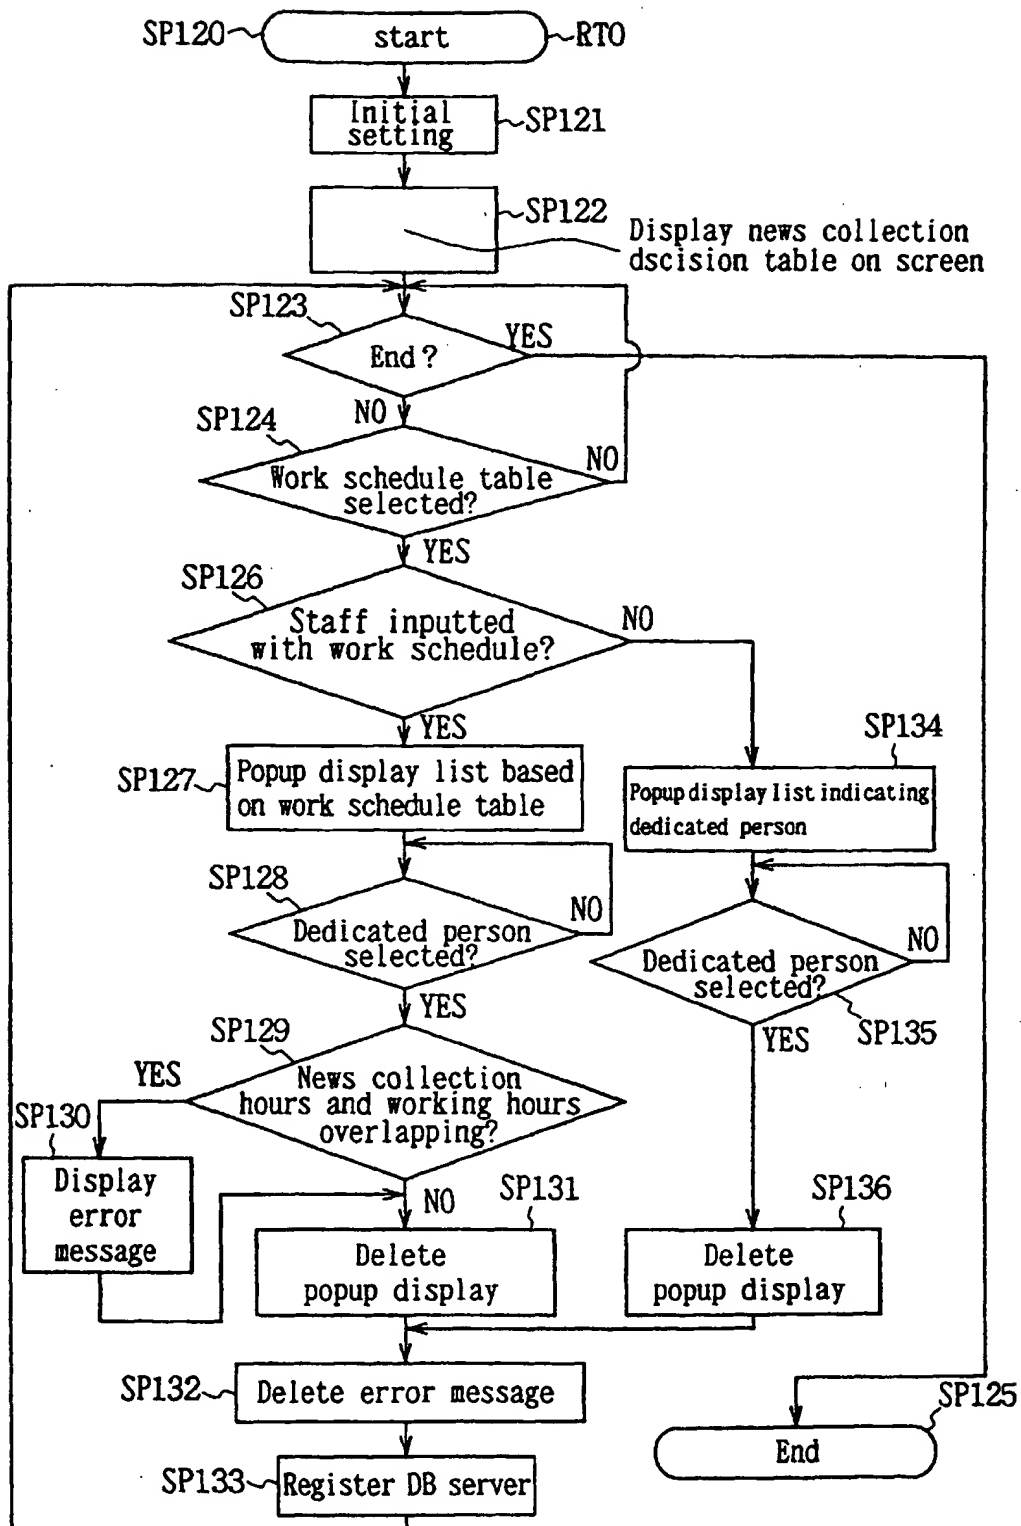 SP120
start
RT0
Initial
setting
SP121
SP122
Display news collection
dscision table on screen
SP123
End?
YES
NO
SP124
Work schedule table
selected?
NO
YES
SP126
Staff inputted
with work schedule?
NO
YES
SP127
Popup display list based
on work schedule table
SP134
Popup display list indicating
dedicated person
SP128
Dedicated person
selected?
NO
YES
Dedicated person
selected?
NO
SP135
YES
SP129
News collection
hours and working hours
overlapping?
YES
NO
SP130
Display
error
message
SP131
Delete
popup display
SP136
Delete
popup display
SP132
Delete error message
SP125
End
SP133
Register DB server